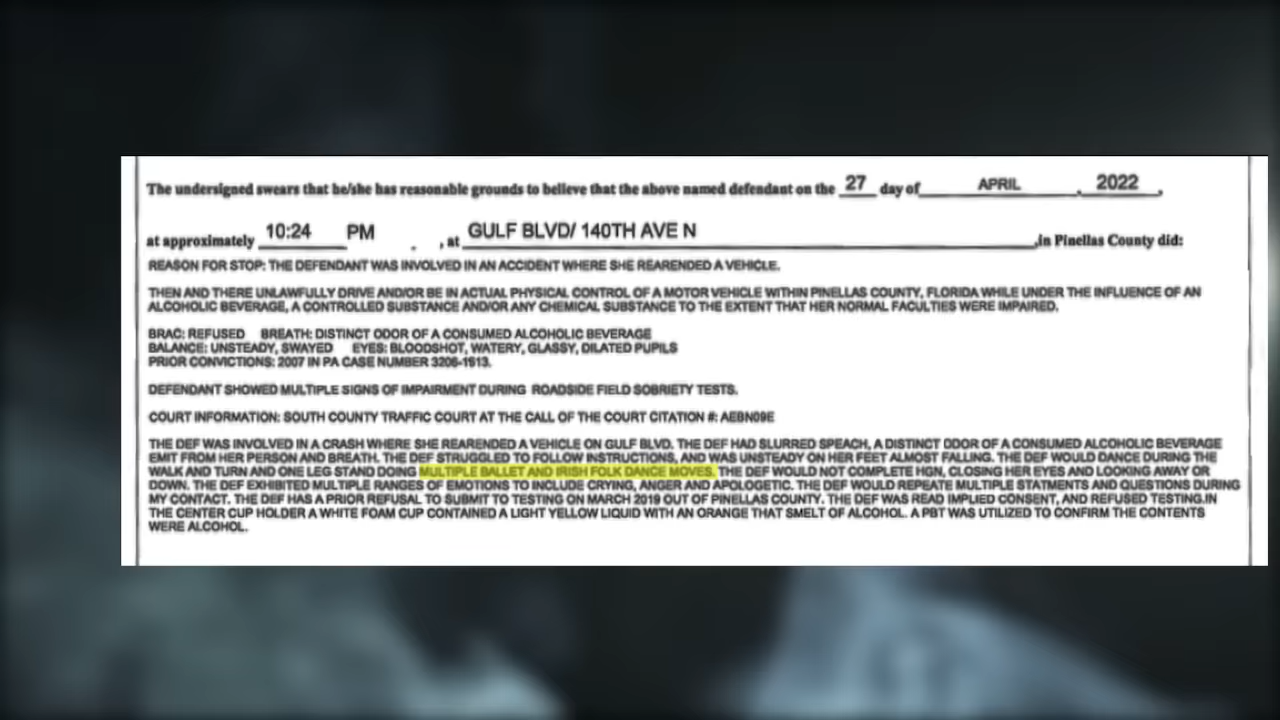 The undersigned swears that he/she has reasonable grounds to believe that the above named defendant on the 27 day of APRIL , 2022 ,
at approximately 10:24 PM . , at GULF BLVD/ 140TH AVE N ,in Pinellas County did:
REASON FOR STOP: THE DEFENDANT WAS INVOLVED IN AN ACCIDENT WHERE SHE REARENDED A VEHICLE.
THEN AND THERE UNLAWFULLY DRIVE AND/OR BE IN ACTUAL PHYSICAL CONTROL OF A MOTOR VEHICLE WITHIN PINELLAS COUNTY, FLORIDA WHILE UNDER THE INFLUENCE OF AN
ALCOHOLIC BEVERAGE, A CONTROLLED SUBSTANCE AND/OR ANY CHEMICAL SUBSTANCE TO THE EXTENT THAT HER NORMAL FACULTIES WERE IMPAIRED.
BRAC: REFUSED BREATH: DISTINCT ODOR OF A CONSUMED ALCOHOLIC BEVERAGE
BALANCE: UNSTEADY, SWAYED EYES: BLOODSHOT, WATERY, GLASSY, DILATED PUPILS
PRIOR CONVICTIONS: 2007 IN PA CASE NUMBER 3206-1913.
DEFENDANT SHOWED MULTIPLE SIGNS OF IMPAIRMENT DURING ROADSIDE FIELD SOBRIETY TESTS.
COURT INFORMATION: SOUTH COUNTY TRAFFIC COURT AT THE CALL OF THE COURT CITATION #: AEBN09E
THE DEF WAS INVOLVED IN A CRASH WHERE SHE REARENDED A VEHICLE ON GULF BLVD. THE DEF HAD SLURRED SPEACH, A DISTINCT ODOR OF A CONSUMED ALCOHOLIC BEVERAGE
EMIT FROM HER PERSON AND BREATH. THE DEF STRUGGLED TO FOLLOW INSTRUCTIONS, AND WAS UNSTEADY ON HER FEET ALMOST FALLING. THE DEF WOULD DANCE DURING THE
WALK AND TURN AND ONE LEG STAND DOING MULTIPLE BALLET AND IRISH FOLK DANCE MOVES. THE DEF WOULD NOT COMPLETE HGN, CLOSING HER EYES AND LOOKING AWAY OR
DOWN. THE DEF EXHIBITED MULTIPLE RANGES OF EMOTIONS TO INCLUDE CRYING, ANGER AND APOLOGETIC. THE DEF WOULD REPEATE MULTIPLE STATMENTS AND QUESTIONS DURING
MY CONTACT. THE DEF HAS A PRIOR REFUSAL TO SUBMIT TO TESTING ON MARCH 2019 OUT OF PINELLAS COUNTY. THE DEF WAS READ IMPLIED CONSENT, AND REFUSED TESTING.IN
THE CENTER CUP HOLDER A WHITE FOAM CUP CONTAINED A LIGHT YELLOW LIQUID WITH AN ORANGE THAT SMELT OF ALCOHOL. A PBT WAS UTILIZED TO CONFIRM THE CONTENTS
WERE ALCOHOL.